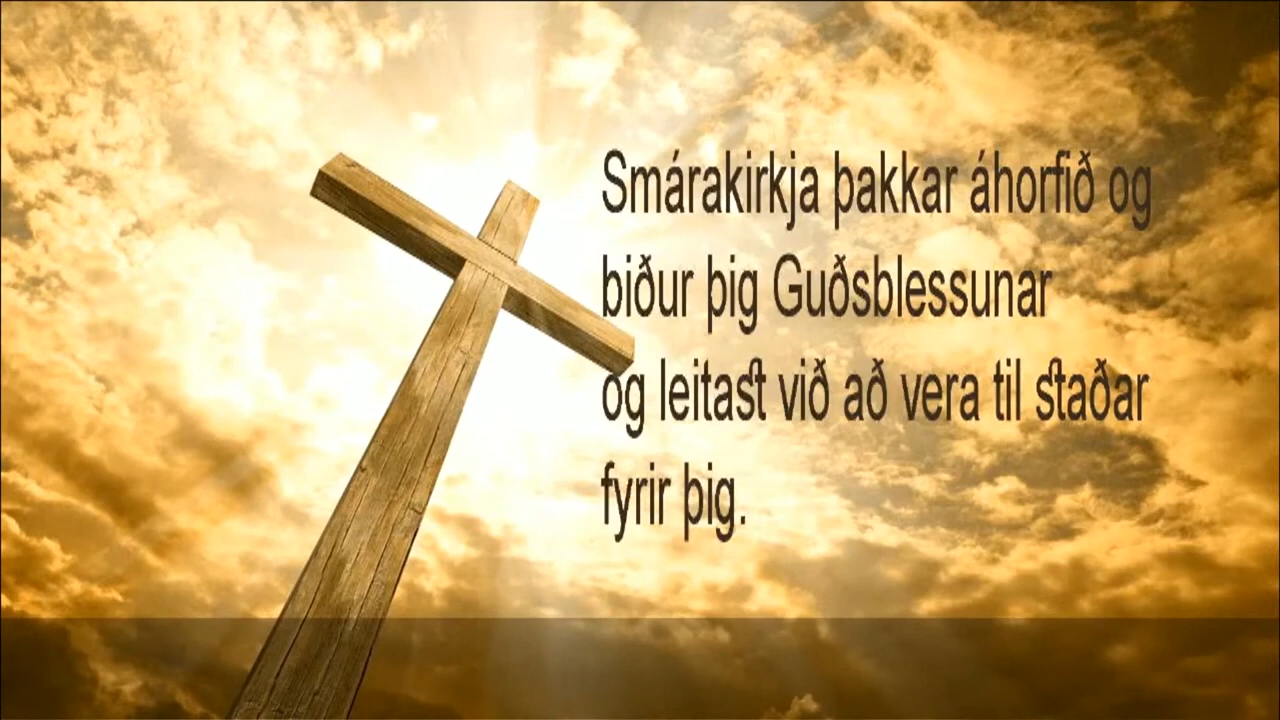 Smárakirkja þakkar áhorfið og
biður þig Guðsblessunar
og leitast við að vera til staðar
fyrir þig.